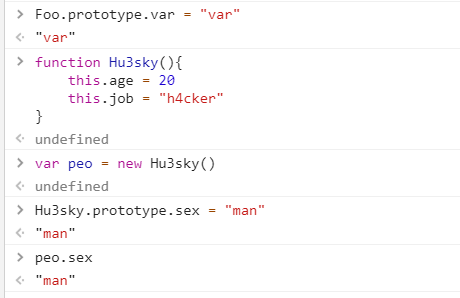 > Foo.prototype.var = "var"
<· "var"
> function Hu3sky(){
    this.age = 20
    this.job = "h4cker"
}
<· undefined
> var peo = new Hu3sky()
<· undefined
> Hu3sky.prototype.sex = "man"
<· "man"
> peo.sex
<· "man"